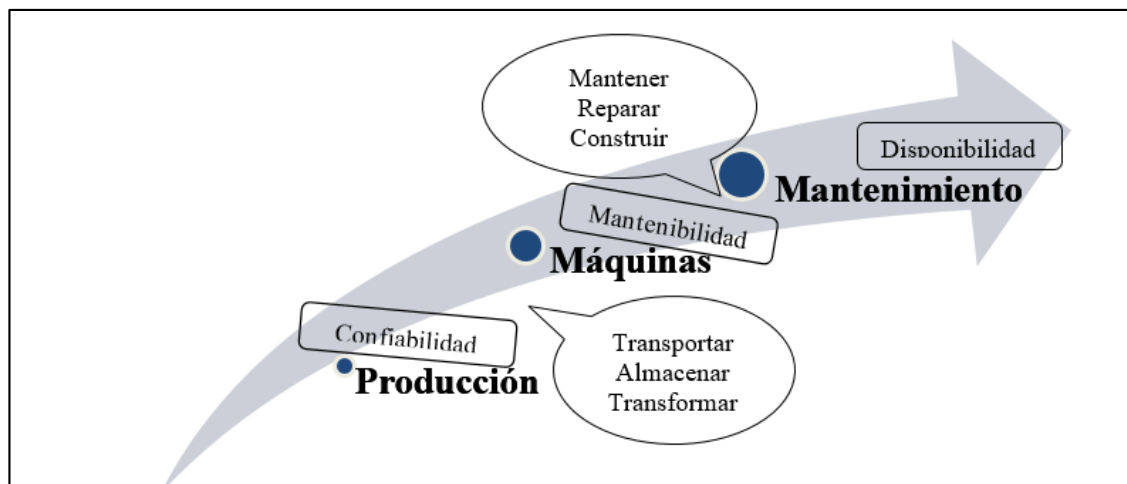 Mantener
Reparar
Construir
Disponibilidad
Mantenimiento
Mantenibilidad
Máquinas
Confiabilidad
Producción
Transportar
Almacenar
Transformar